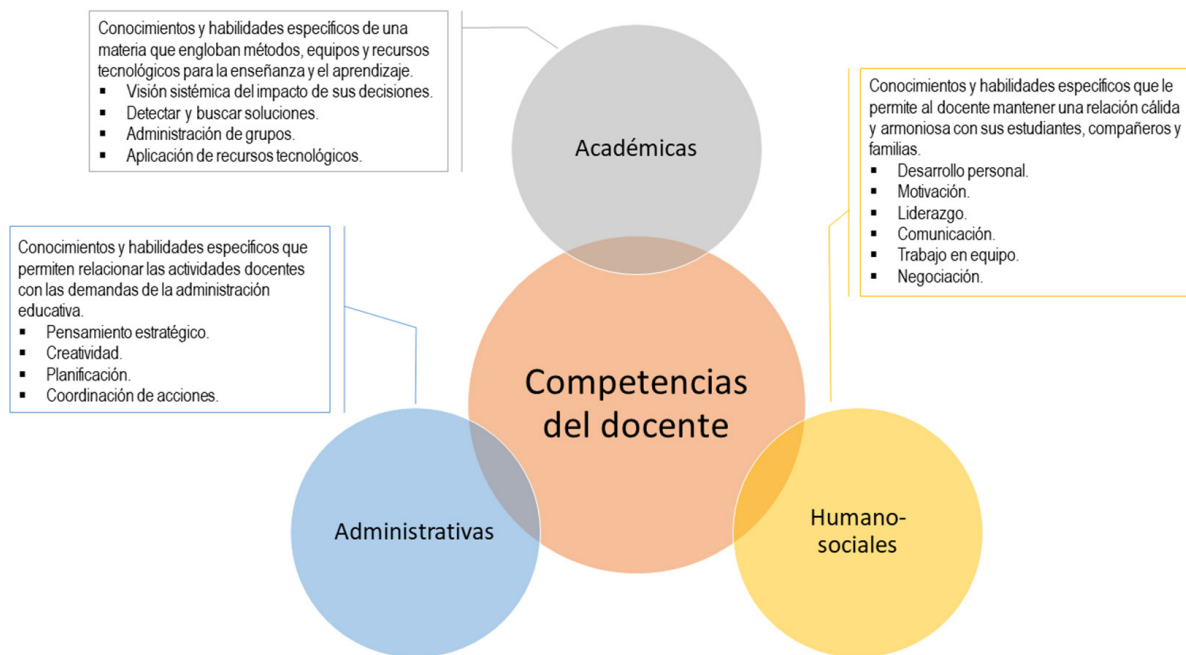 Conocimientos y habilidades específicos de una
materia que engloban métodos, equipos y recursos
tecnológicos para la enseñanza y el aprendizaje.
▪ Visión sistémica del impacto de sus decisiones.
▪ Detectar y buscar soluciones.
▪ Administración de grupos.
▪ Aplicación de recursos tecnológicos.
Académicas
Conocimientos y habilidades específicos que le
permite al docente mantener una relación cálida
y armoniosa con sus estudiantes, compañeros y
familias.
▪ Desarrollo personal.
▪ Motivación.
▪ Liderazgo.
▪ Comunicación.
▪ Trabajo en equipo.
▪ Negociación.
Conocimientos y habilidades específicos que
permiten relacionar las actividades docentes
con las demandas de la administración
educativa.
▪ Pensamiento estratégico.
▪ Creatividad.
▪ Planificación.
▪ Coordinación de acciones.
Competencias
del docente
Administrativas
Humano-
sociales